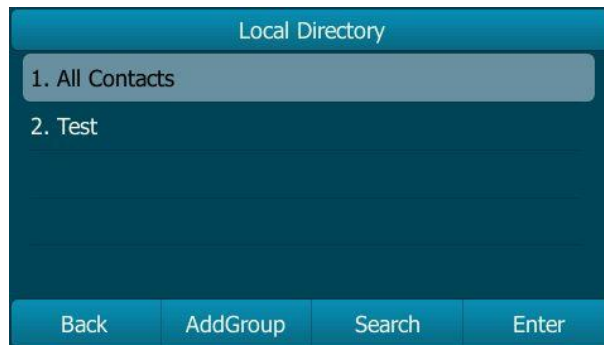 Local Directory
1. All Contacts
2. Test
Back AddGroup Search Enter